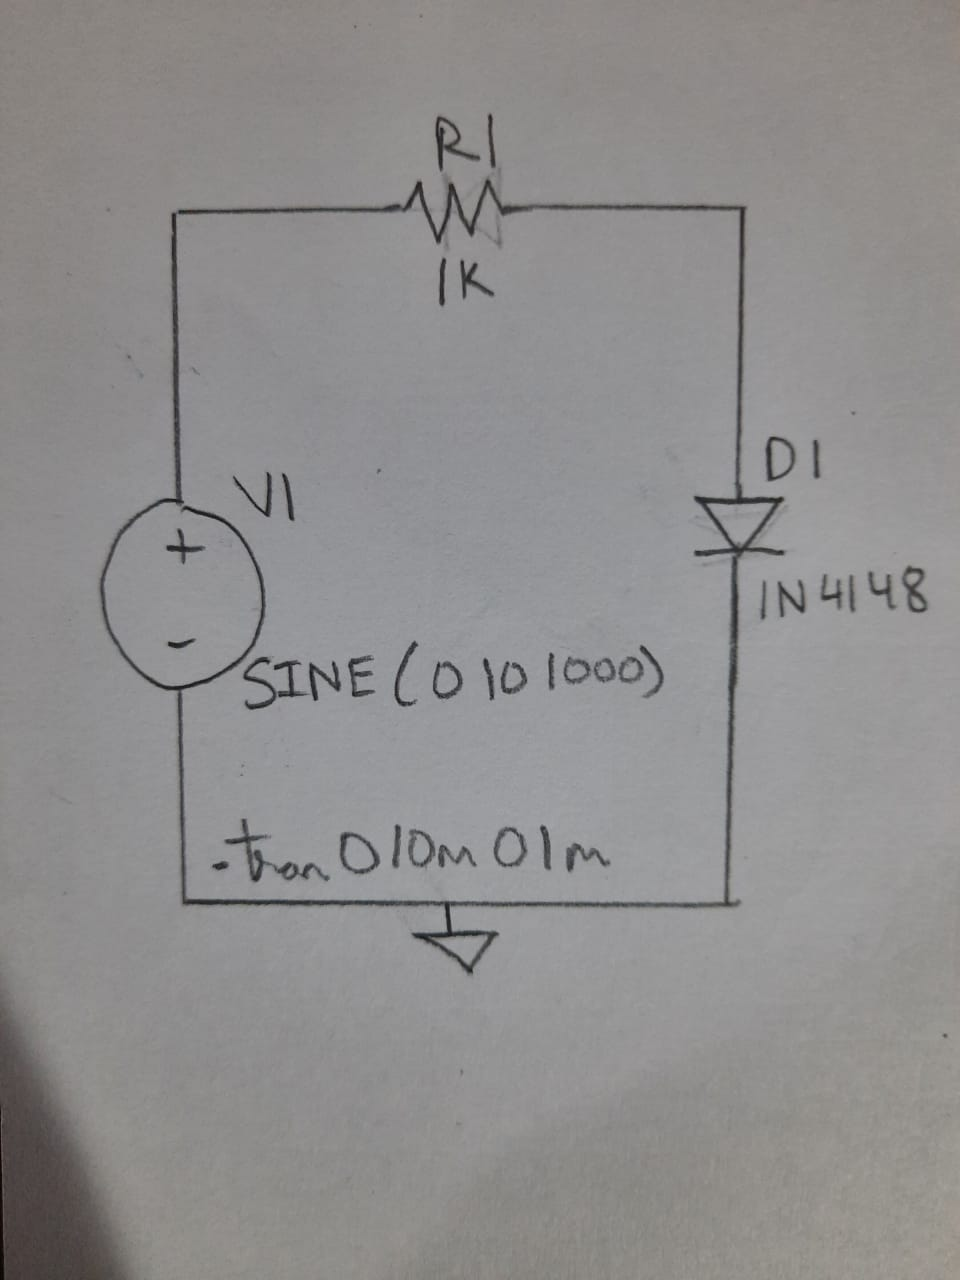 R1
1K
D1
V1
+
1N4148
-
SINE (0 10 1000)
.tran 0 10m 0 1m